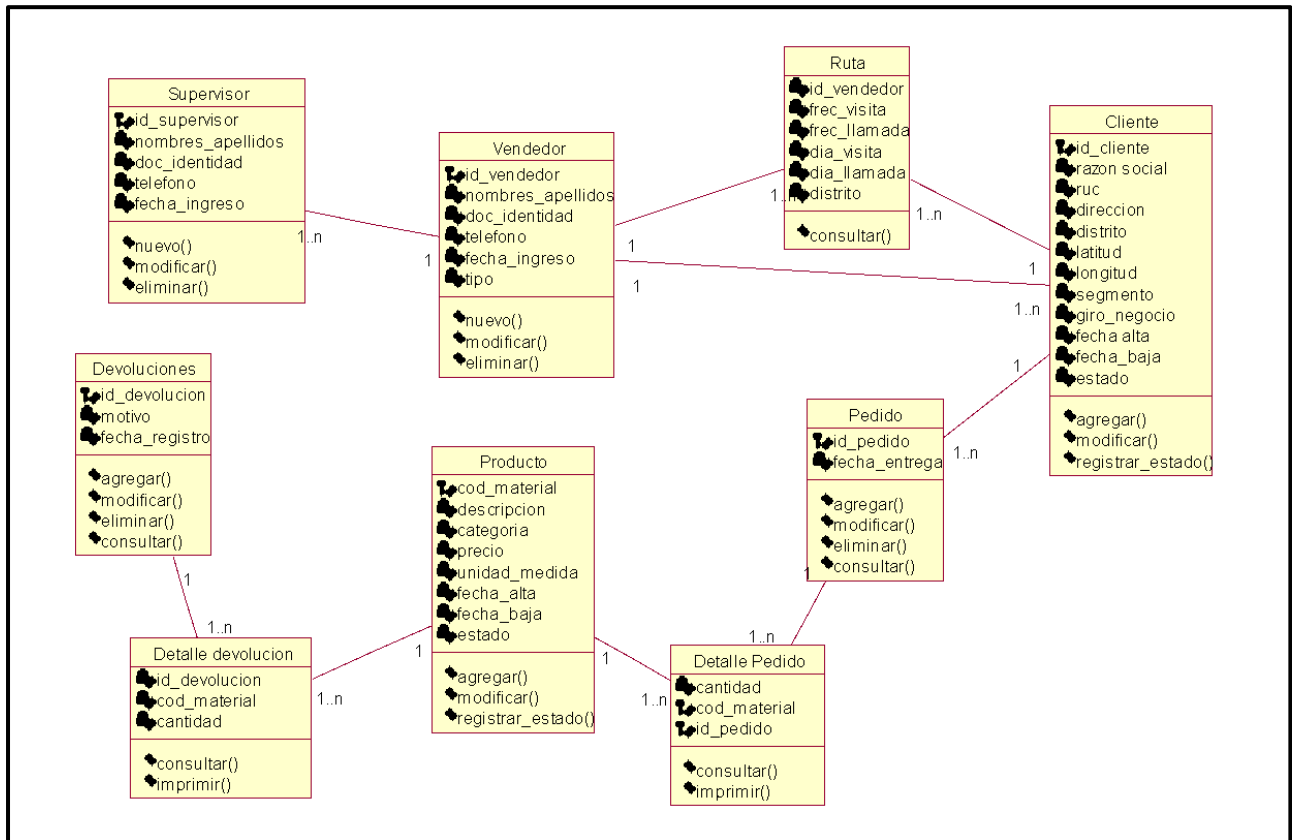 Supervisor
id_supervisor
nombres_apellidos
doc_identidad
telefono
fecha_ingreso
nuevo()
modificar()
eliminar()
1..n
1
Vendedor
id_vendedor
nombres_apellidos
doc_identidad
telefono
fecha_ingreso
tipo
nuevo()
modificar()
eliminar()
1
1..n
1
1..n
Ruta
id_vendedor
frec_visita
frec_llamada
dia_visita
dia_llamada
distrito
consultar()
1..n
1
Cliente
id_cliente
razon social
ruc
direccion
distrito
latitud
longitud
segmento
giro_negocio
fecha alta
fecha_baja
estado
agregar()
modificar()
registrar_estado()
1
1..n
Devoluciones
id_devolucion
motivo
fecha_registro
agregar()
modificar()
eliminar()
consultar()
1
1..n
Producto
cod_material
descripcion
categoria
precio
unidad_medida
fecha_alta
fecha_baja
estado
agregar()
modificar()
registrar_estado()
1
1..n
1
1..n
Pedido
id_pedido
fecha_entrega
agregar()
modificar()
eliminar()
consultar()
1
1..n
Detalle devolucion
id_devolucion
cod_material
cantidad
consultar()
imprimir()
Detalle Pedido
cantidad
cod_material
id_pedido
consultar()
imprimir()